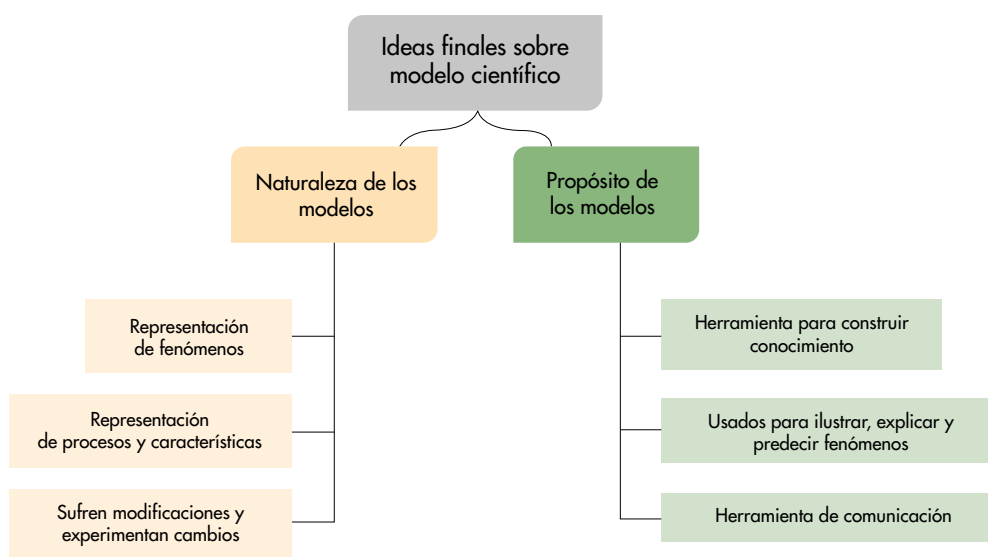 Ideas finales sobre
modelo científico
Naturaleza de los
modelos
Propósito de
los modelos
Representación
de fenómenos
Representación
de procesos y características
Sufren modificaciones y
experimentan cambios
Herramienta para construir
conocimiento
Usados para ilustrar, explicar y
predecir fenómenos
Herramienta de comunicación